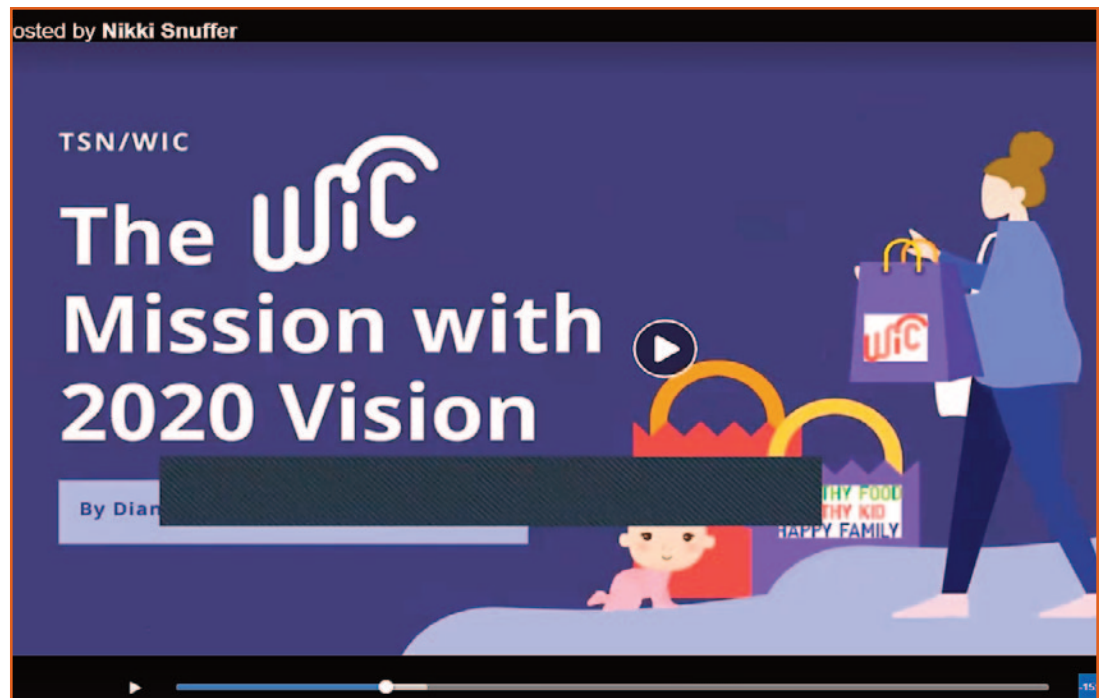 osted by Nikki Snuffer
TSN/WIC
The WiC
Mission with
2020 Vision
By Dian
WiC
THY FOOD
THY KID
HAPPY FAMILY
-15